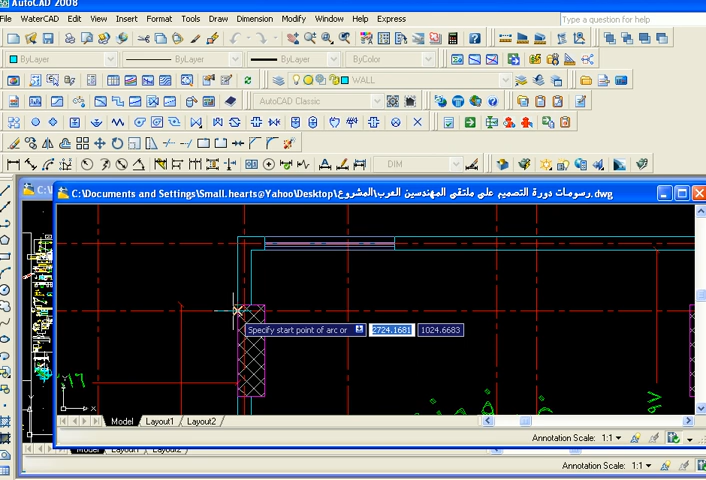 AutoCAD 2008
File WaterCAD Edit View Insert Format Tools Draw Dimension Modify Window Help Express
Type a question for help
ByLayer ByLayer ByLayer ByColor
WALL
AutoCAD Classic
DIM
C:\Documents and Settings\Small.hearts@Yahoo\Desktop\رسومات دورة التصميم على ملتقى المهندسين العرب\المشروع.dwg
C:\
Specify start point of arc or 2724.1681 1024.6683
X
Model Layout1 Layout2
Annotation Scale: 1:1
Model Layout1 Layout2
Annotation Scale: 1:1